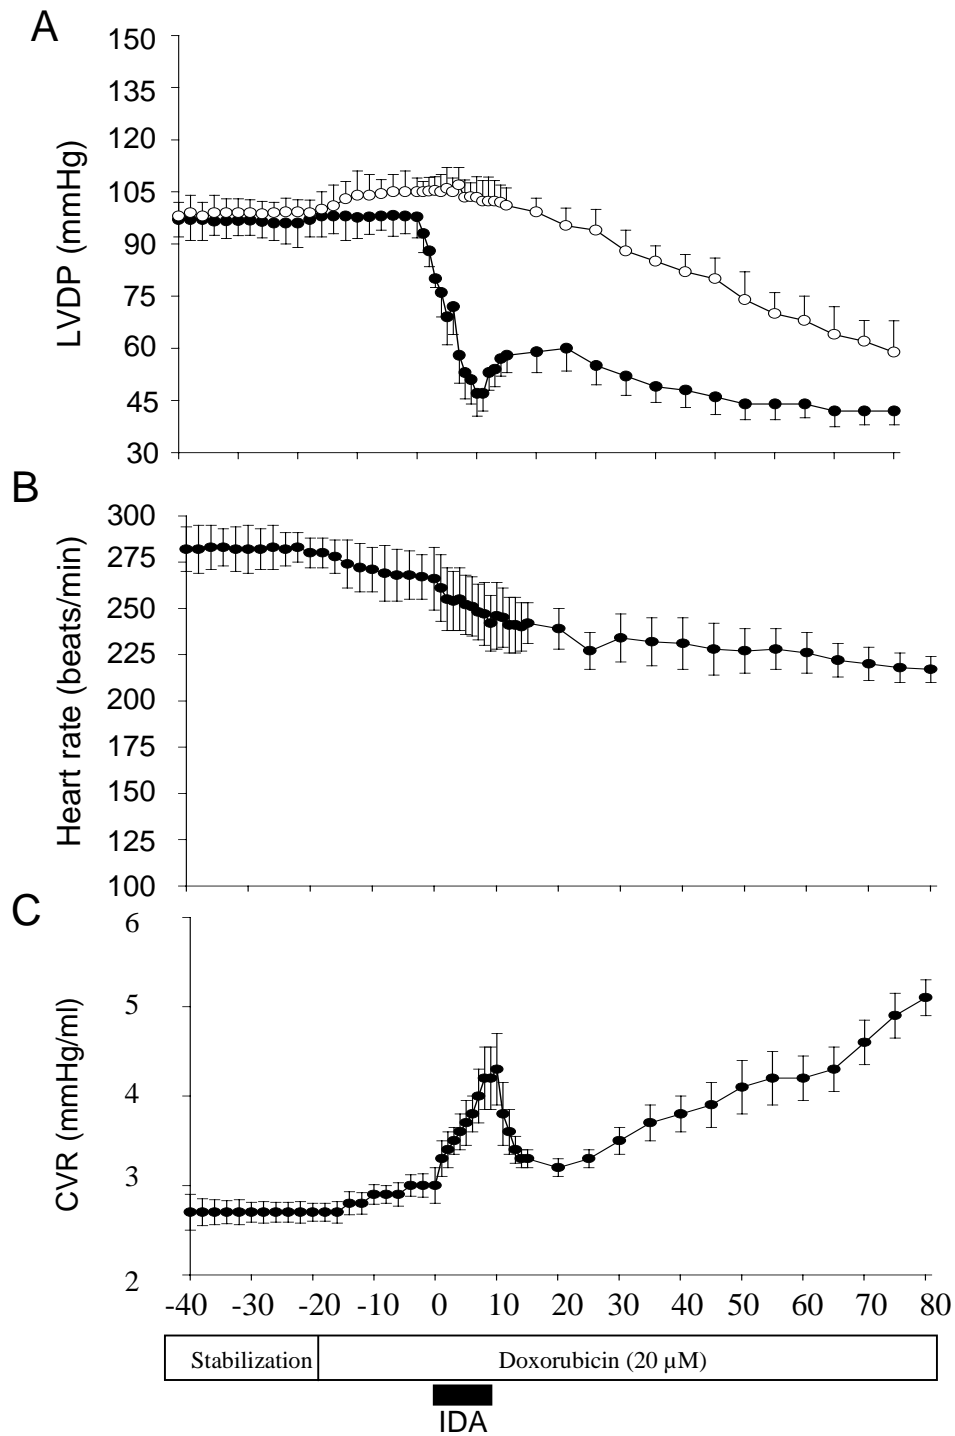 A
LVDP (mmHg)
150
135
120
105
90
75
60
45
30
B
Heart rate (beats/min)
300
275
250
225
200
175
150
125
100
C
CVR (mmHg/ml)
6
5
4
3
2
-40 -30 -20 -10 0 10 20 30 40 50 60 70 80
Stabilization Doxorubicin (20 µM)
IDA